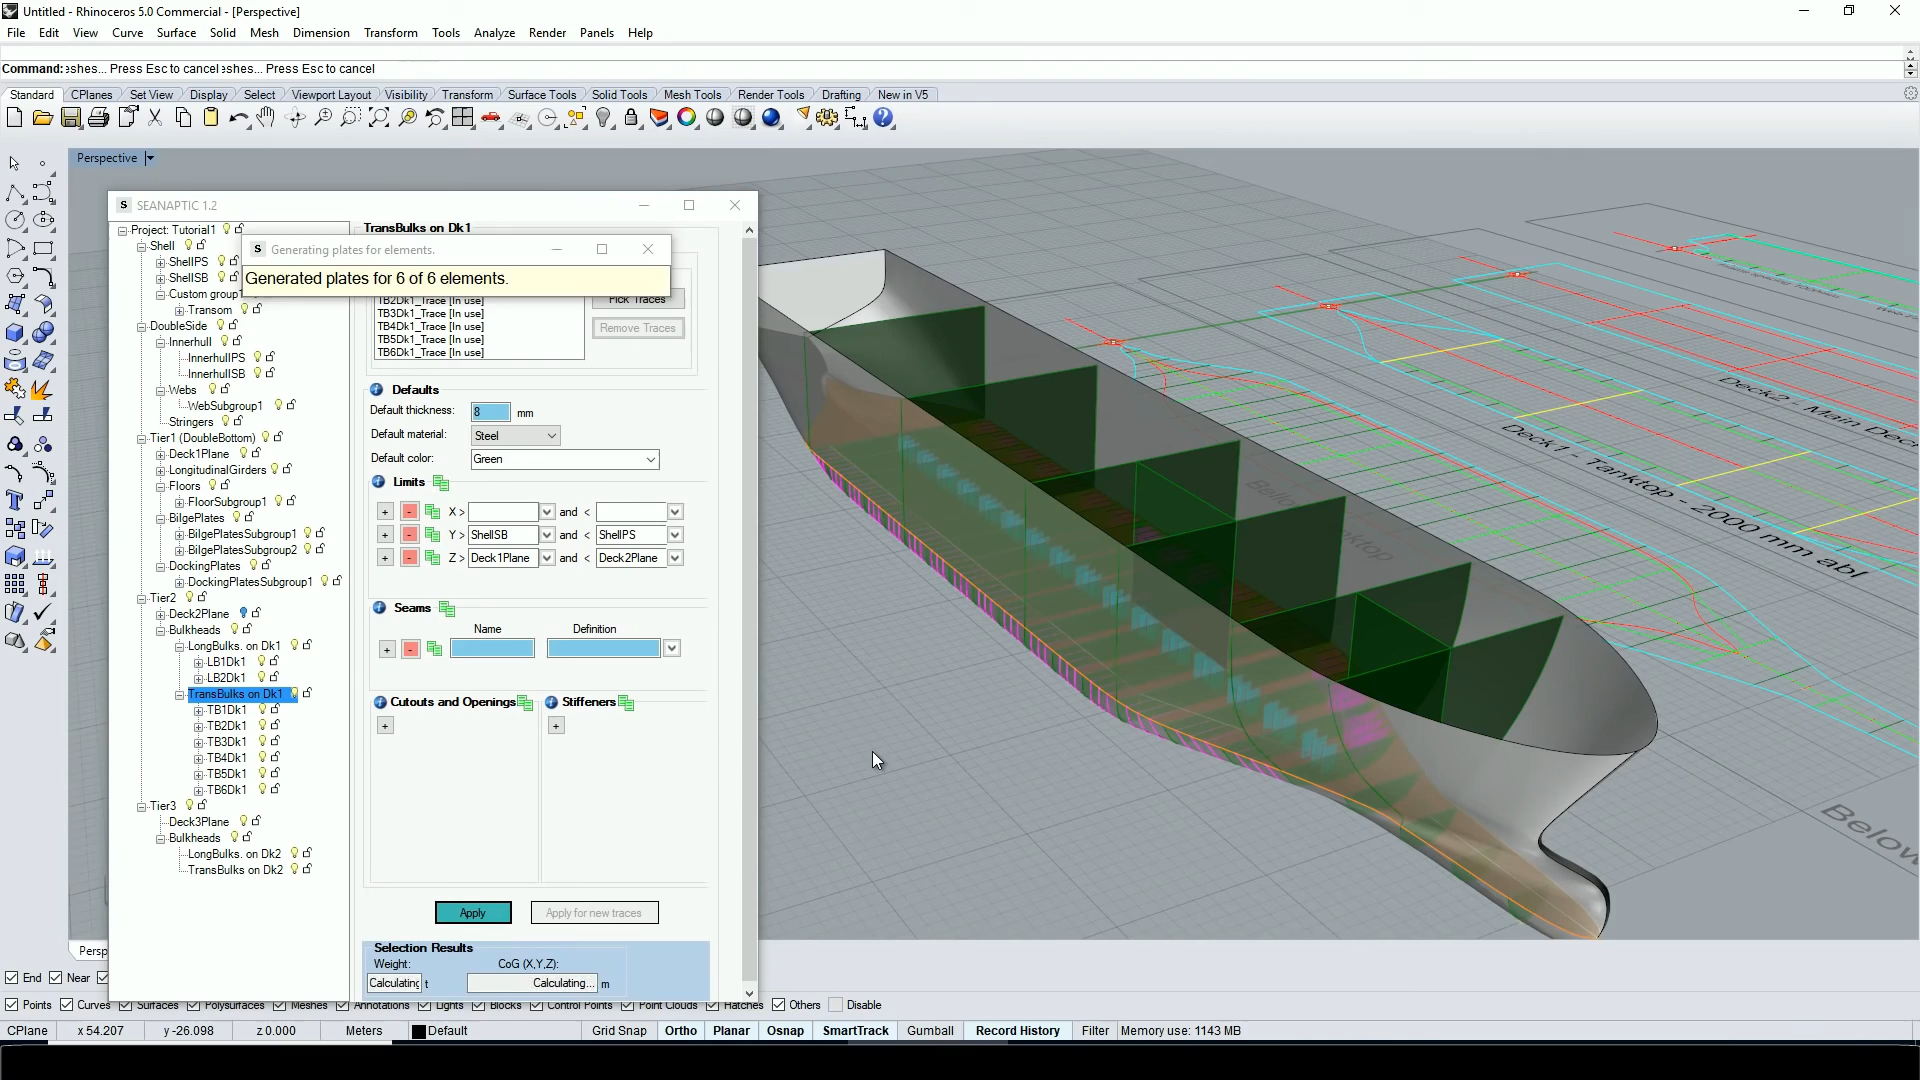 Untitled - Rhinoceros 5.0 Commercial - [Perspective]
File Edit View Curve Surface Solid Mesh Dimension Transform Tools Analyze Render Panels Help
Command: eshes... Press Esc to cancel eshes... Press Esc to cancel
Standard CPlanes Set View Display Select Viewport Layout Visibility Transform Surface Tools Solid Tools Mesh Tools Render Tools Drafting New in V5
Perspective
S SEANAPTIC 1.2
Project: Tutorial1
Shell
ShellPS
ShellSB
Custom group1
Transom
DoubleSide
Innerhull
InnerhullPS
InnerhullSB
Webs
WebSubgroup1
Stringers
Tier1 (DoubleBottom)
Deck1Plane
LongitudinalGirders
Floors
FloorSubgroup1
BilgePlates
BilgePlatesSubgroup1
BilgePlatesSubgroup2
DockingPlates
DockingPlatesSubgroup1
Tier2
Deck2Plane
Bulkheads
LongBulks. on Dk1
LB1Dk1
LB2Dk1
TransBulks on Dk1
TB1Dk1
TB2Dk1
TB3Dk1
TB4Dk1
TB5Dk1
TB6Dk1
Tier3
Deck3Plane
Bulkheads
LongBulks. on Dk2
TransBulks on Dk2
TransBulks on Dk1
S Generating plates for elements.
Generated plates for 6 of 6 elements.
TB2Dk1_Trace [In use]
TB3Dk1_Trace [In use]
TB4Dk1_Trace [In use]
TB5Dk1_Trace [In use]
TB6Dk1_Trace [In use]
Pick Traces
Remove Traces
Defaults
Default thickness: 8 mm
Default material: Steel
Default color: Green
Limits
+ - X > and <
+ - Y > ShellSB and < ShellPS
+ - Z > Deck1Plane and < Deck2Plane
Seams
Name Definition
+ -
Cutouts and Openings Stiffeners
+ +
Apply Apply for new traces
Selection Results
Weight: CoG (X,Y,Z):
Calculating t Calculating... m
Deck2 - Main Deck
Deck1 - Tanktop - 2000 mm abl
Below Tanktop
Below
Persp
End Near
Points Curves Surfaces Polysurfaces Meshes Annotations Lights Blocks Control Points Point Clouds Hatches Others Disable
CPlane x 54.207 y -26.098 z 0.000 Meters Default Grid Snap Ortho Planar Osnap SmartTrack Gumball Record History Filter Memory use: 1143 MB